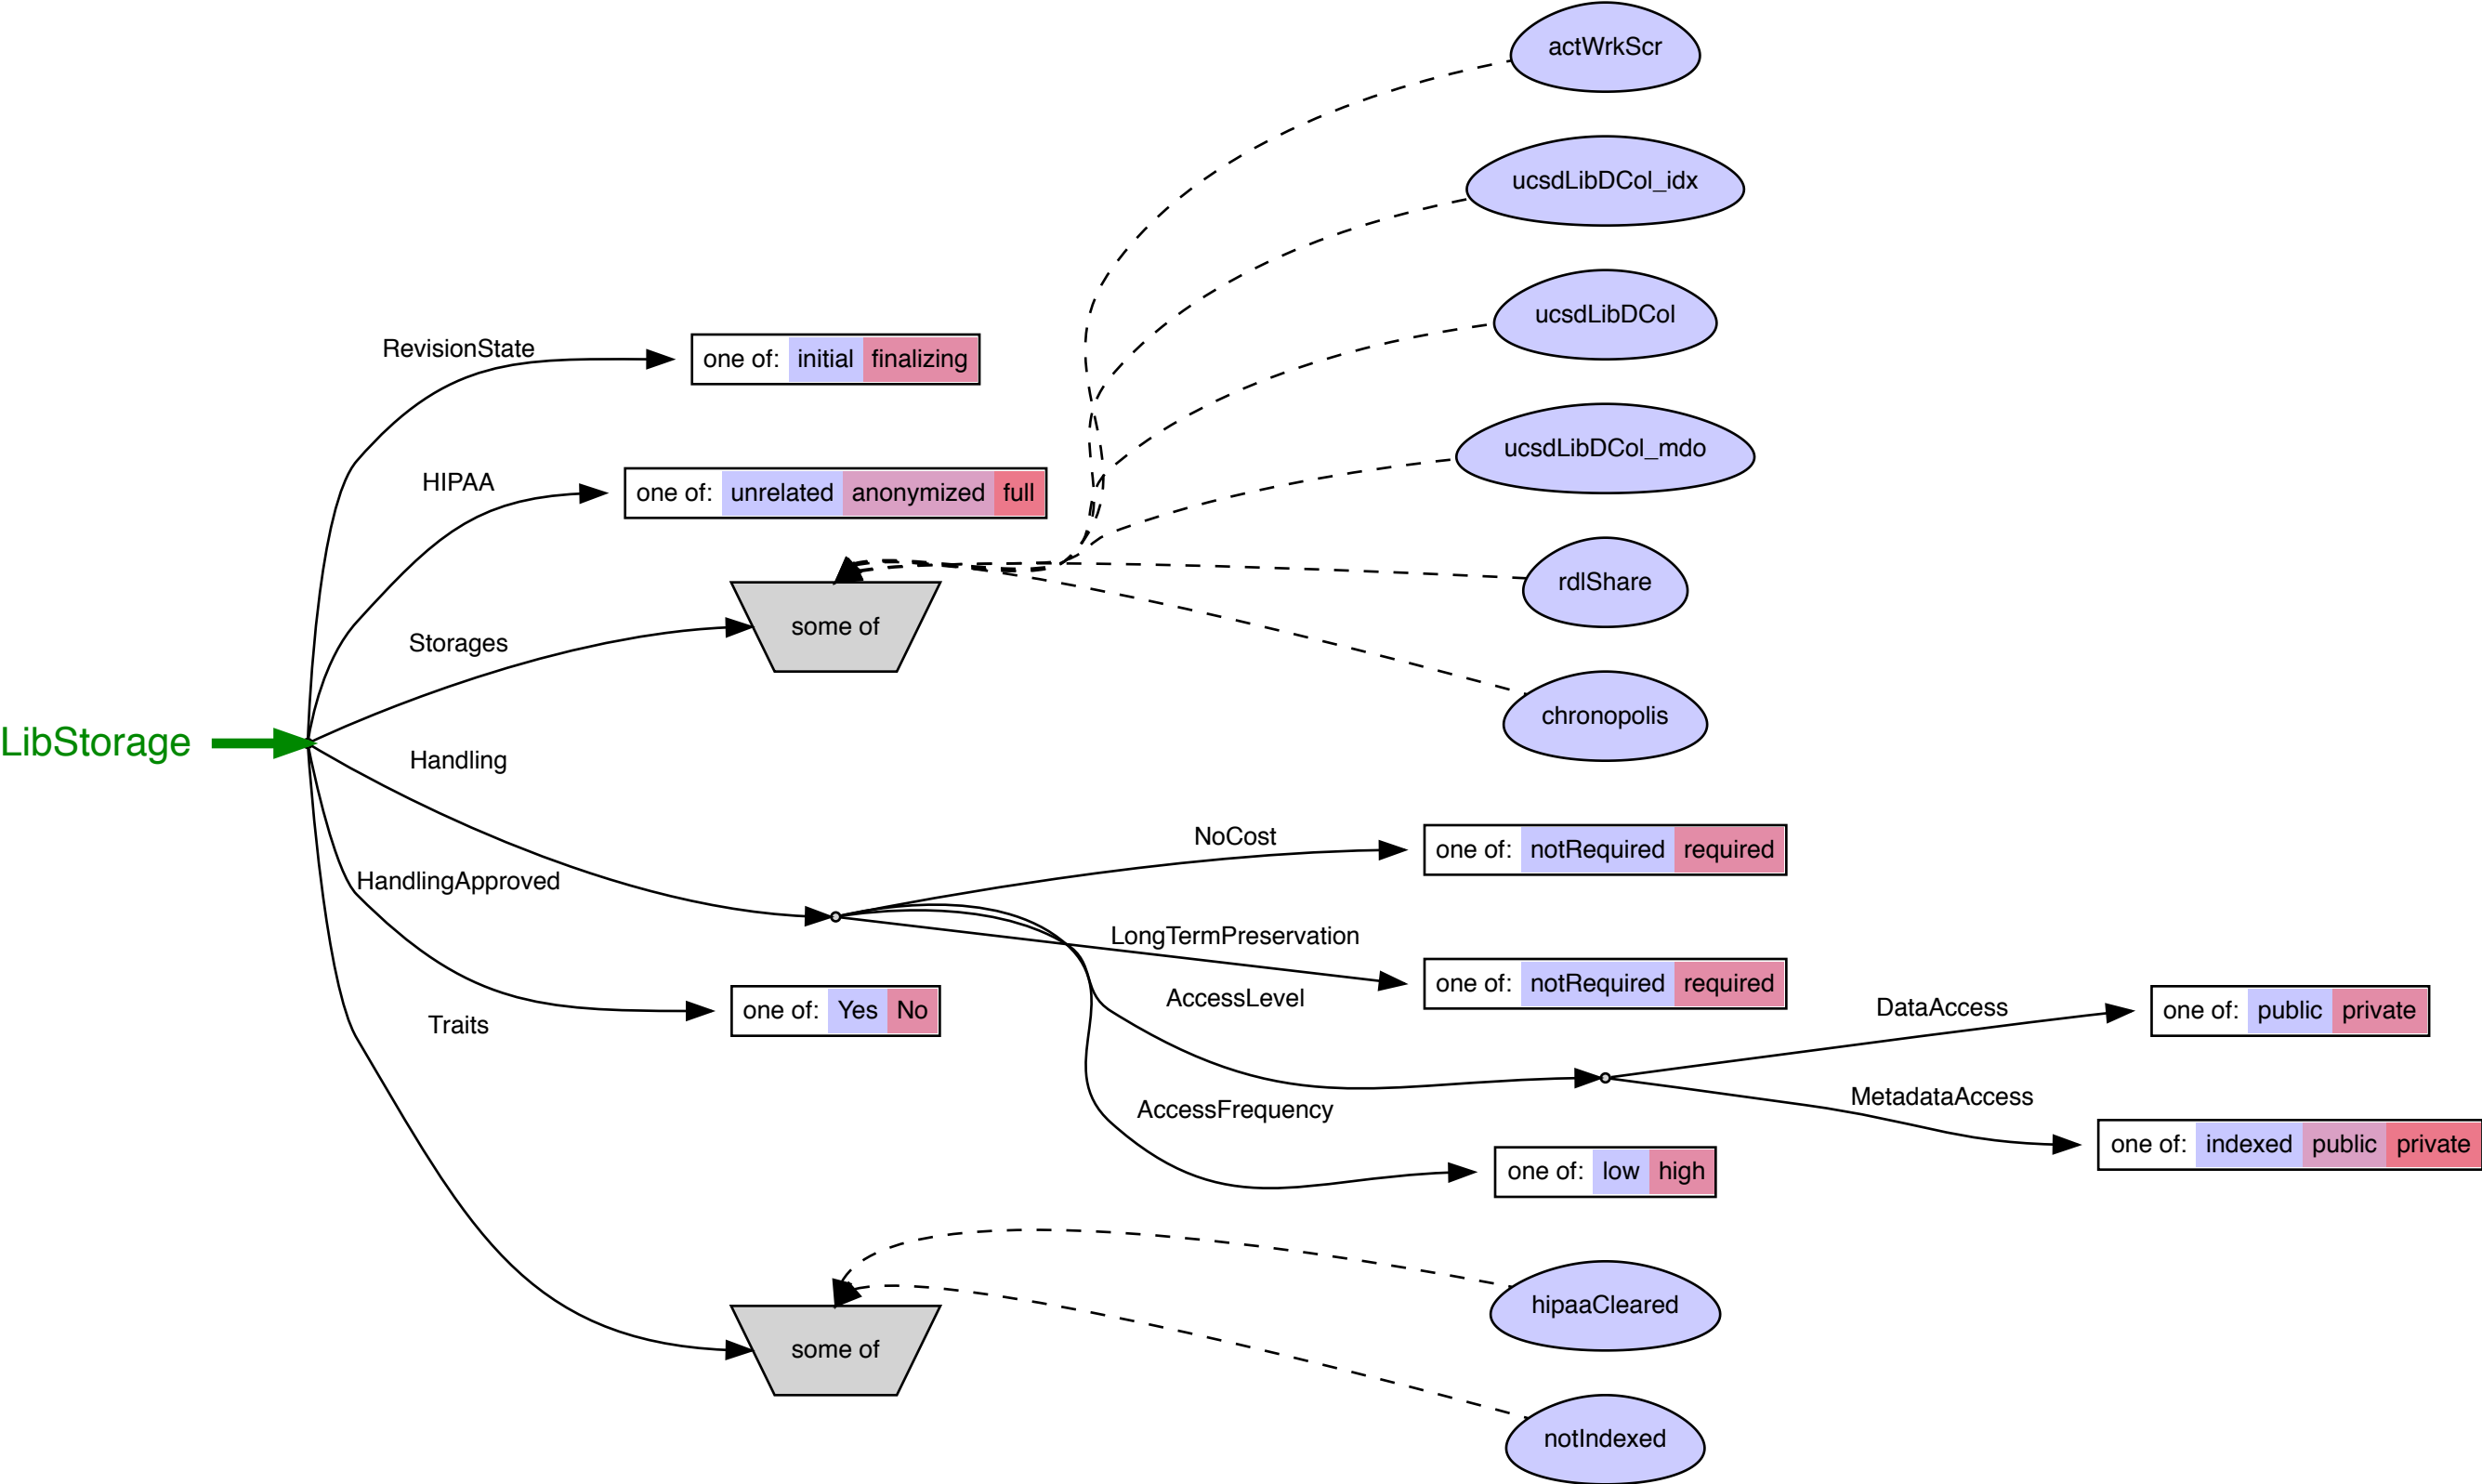 actWrkScr
ucsdLibDCol_idx
ucsdLibDCol
RevisionState
one of: initial finalizing
ucsdLibDCol_mdo
HIPAA
one of: unrelated anonymized full
rdlShare
Storages
some of
chronopolis
LibStorage
Handling
NoCost
one of: notRequired required
HandlingApproved
LongTermPreservation
one of: notRequired required
AccessLevel
DataAccess
one of: public private
one of: Yes No
Traits
MetadataAccess
one of: indexed public private
AccessFrequency
one of: low high
hipaaCleared
some of
notIndexed